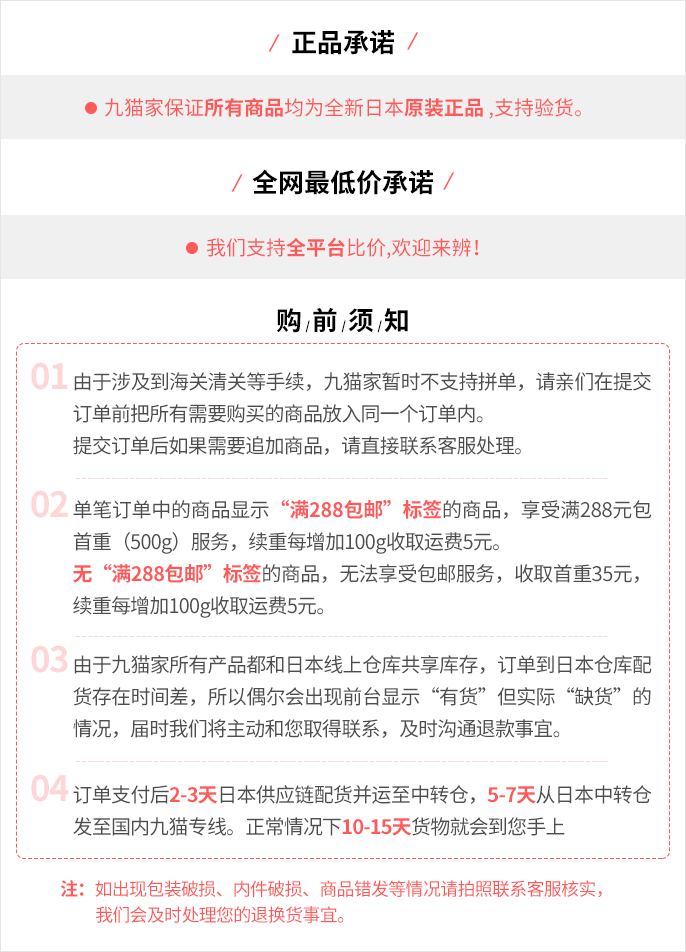 / 正品承诺 /
● 九猫家保证所有商品均为全新日本原装正品 ,支持验货。
/ 全网最低价承诺 /
● 我们支持全平台比价,欢迎来辨!
购/前/须/知
01
由于涉及到海关清关等手续，九猫家暂时不支持拼单，请亲们在提交
订单前把所有需要购买的商品放入同一个订单内。
提交订单后如果需要追加商品，请直接联系客服处理。
02
单笔订单中的商品显示“满288包邮”标签的商品，享受满288元包
首重（500g）服务，续重每增加100g收取运费5元。
无“满288包邮”标签的商品，无法享受包邮服务，收取首重35元，
续重每增加100g收取运费5元。
03
由于九猫家所有产品都和日本线上仓库共享库存，订单到日本仓库配
货存在时间差，所以偶尔会出现前台显示“有货”但实际“缺货”的
情况，届时我们将主动和您取得联系，及时沟通退款事宜。
04
订单支付后2-3天日本供应链配货并运至中转仓，5-7天从日本中转仓
发至国内九猫专线。正常情况下10-15天货物就会到您手上
注：如出现包装破损、内件破损、商品错发等情况请拍照联系客服核实，
我们会及时处理您的退换货事宜。